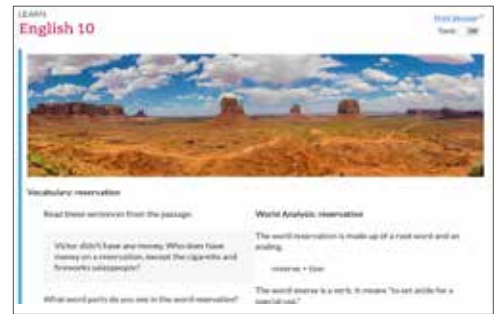 LEARN
English 10
Print Version
Vocabulary: reservation
Read these sentences from the passage.
Victor didn't have any money. Who does have
money on a reservation, except the cigarette and
fireworks salespeople?
What word parts do you see in the word reservation?
World Analysis: reservation
The word reservation is made up of a root word and an
ending.
reserve + tion
The word reserve is a verb. It means "to set aside for a
special use."